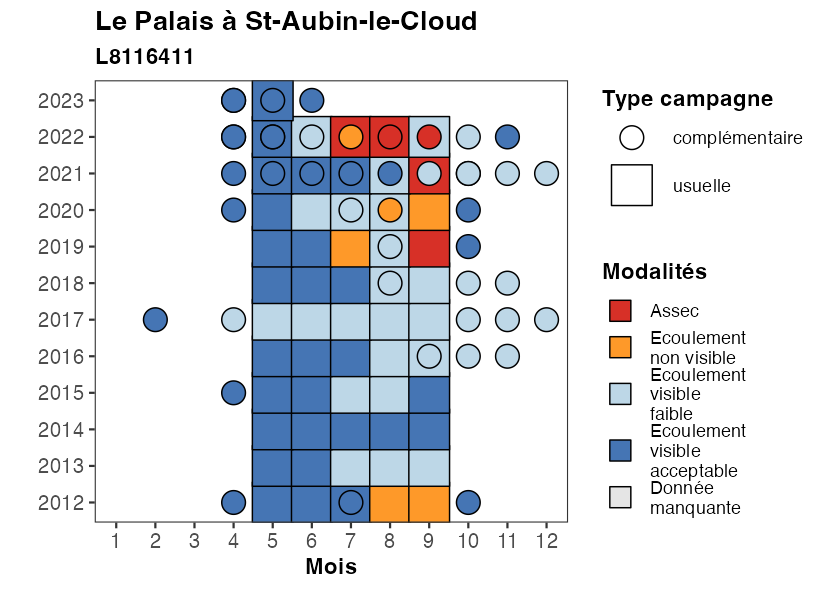 Le Palais à St-Aubin-le-Cloud
L8116411
2023
2022
2021
2020
2019
2018
2017
2016
2015
2014
2013
2012
1 2 3 4 5 6 7 8 9 10 11 12
Mois
Type campagne
complémentaire
usuelle
Modalités
Assec
Ecoulement
non visible
Ecoulement
visible
faible
Ecoulement
visible
acceptable
Donnée
manquante